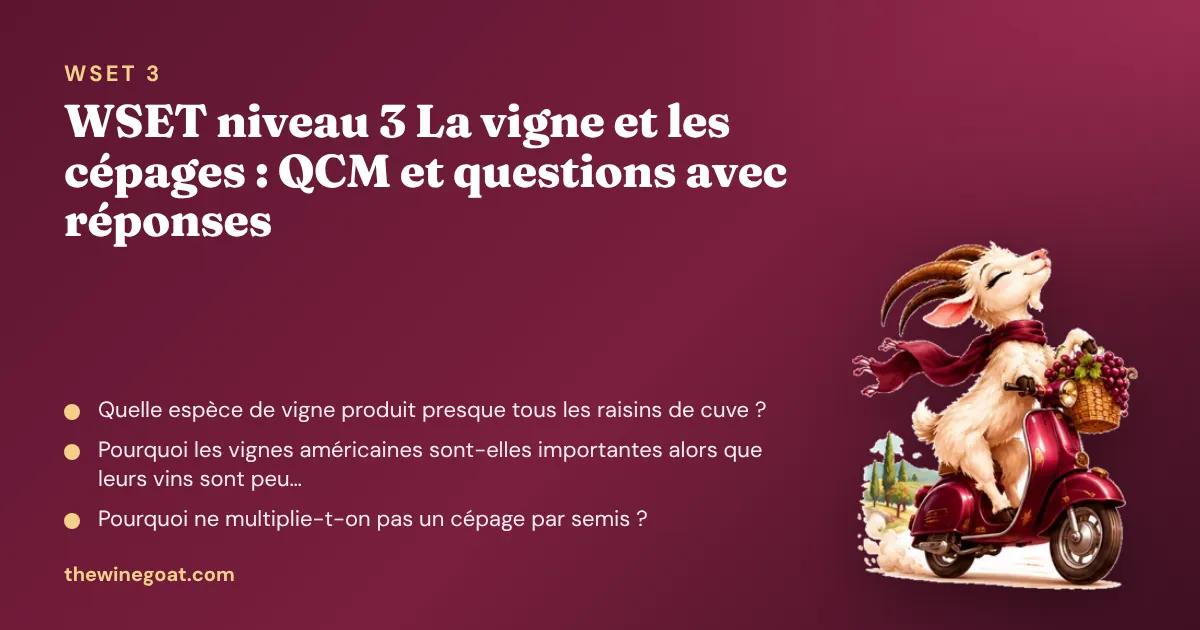 WSET 3
WSET niveau 3 La vigne et les
cépages : QCM et questions avec
réponses
Quelle espèce de vigne produit presque tous les raisins de cuve ?
Pourquoi les vignes américaines sont-elles importantes alors que
leurs vins sont peu…
Pourquoi ne multiplie-t-on pas un cépage par semis ?
thewinegoat.com